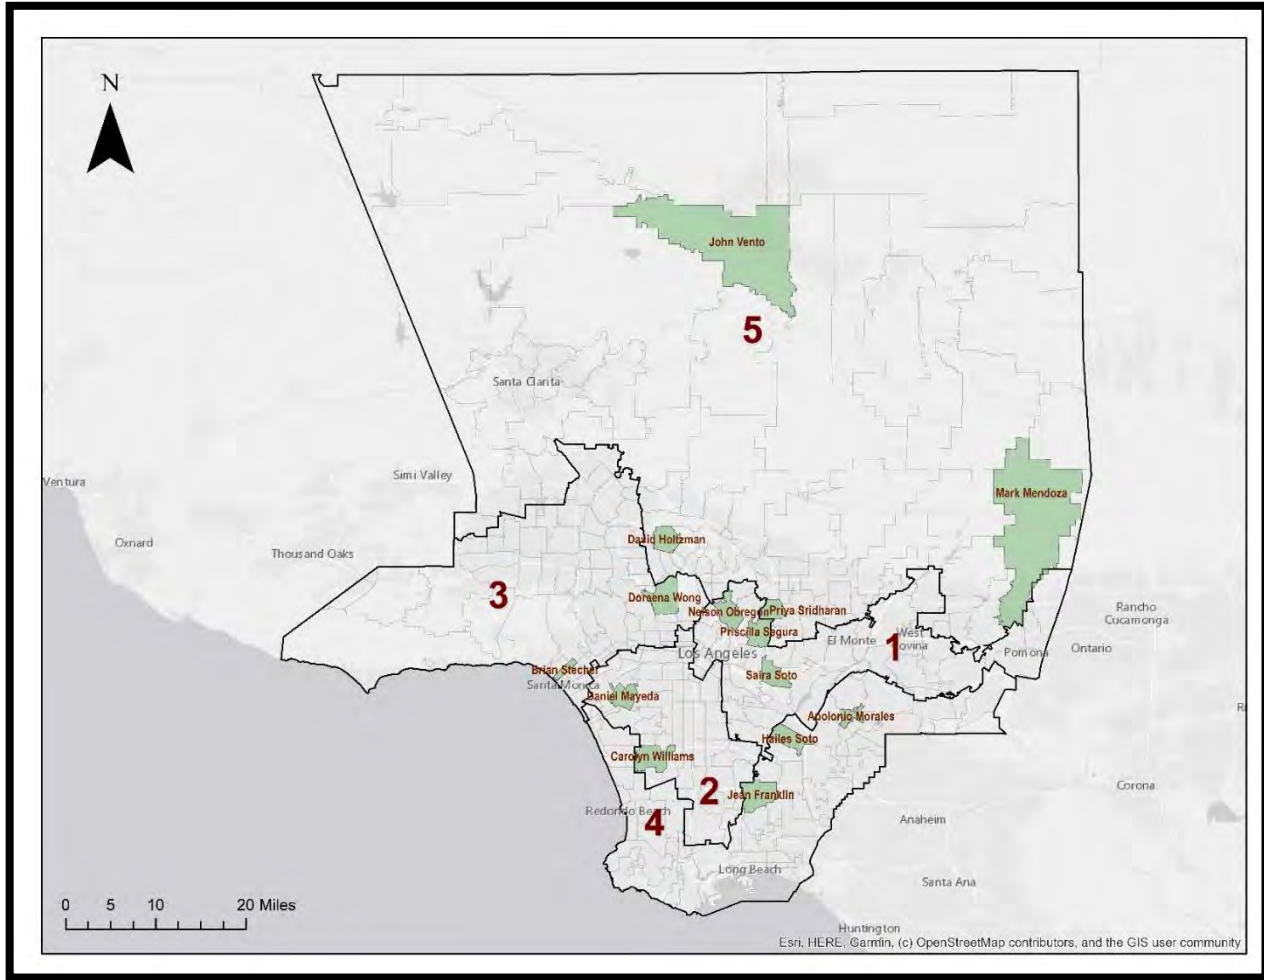 N
John Vento
5
Santa Clarita
Ventura
Simi Valley
Mark Mendoza
Oxnard
Thousand Oaks
David Holtzman
3
Doreena Wong
Nelson Obregon
Priya Sridharan
Priscilla Segura
Rancho
Cucamonga
El Monte
West
Covina
1
Los Angeles
Pomona
Ontario
Brian Stecher
Santa Monica
Saira Soto
Daniel Mayeda
Apolonio Morales
Hailes Soto
Carolyn Williams
2
Jean Franklin
Corona
Redondo Beach
4
Anaheim
Long Beach
Santa Ana
0 5 10 20 Miles
Huntington
Esri, HERE, Garmin, (c) OpenStreetMap contributors, and the GIS user community